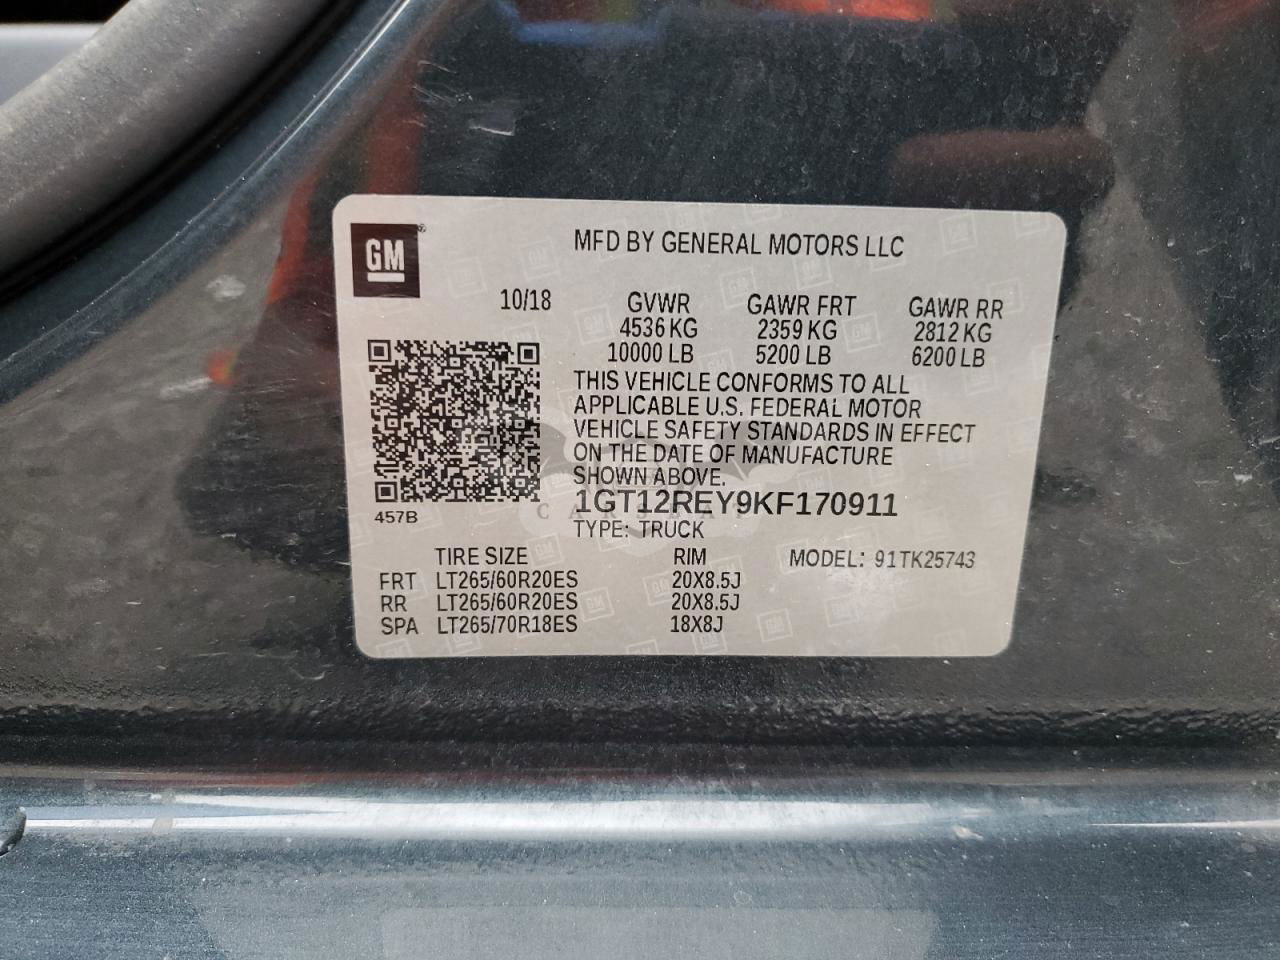 GM
MFD BY GENERAL MOTORS LLC
10/18 GVWR GAWR FRT GAWR RR
4536 KG 2359 KG 2812 KG
10000 LB 5200 LB 6200 LB
THIS VEHICLE CONFORMS TO ALL
APPLICABLE U.S. FEDERAL MOTOR
VEHICLE SAFETY STANDARDS IN EFFECT
ON THE DATE OF MANUFACTURE
SHOWN ABOVE.
1GT12REY9KF170911
457B
TYPE: TRUCK
TIRE SIZE RIM MODEL: 91TK25743
FRT LT265/60R20ES 20X8.5J
RR LT265/60R20ES 20X8.5J
SPA LT265/70R18ES 18X8J